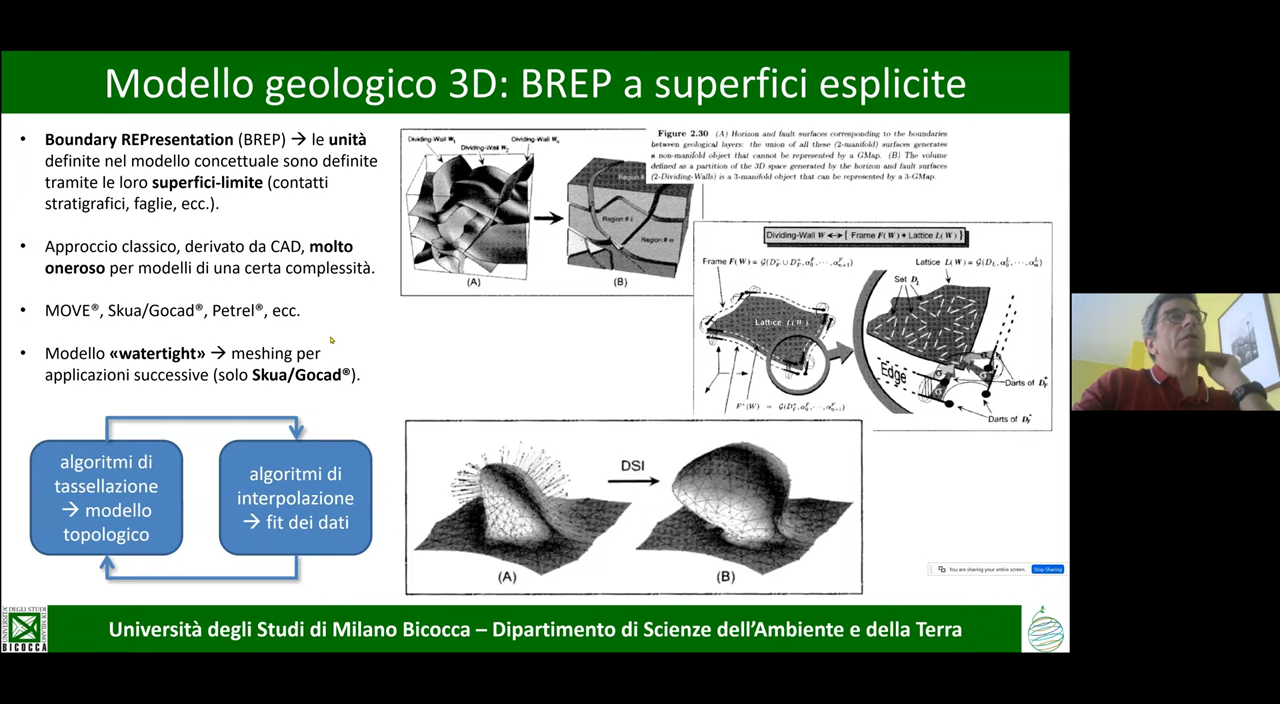 Modello geologico 3D: BREP a superfici esplicite
• Boundary REPresentation (BREP) → le unità
definite nel modello concettuale sono definite
tramite le loro superfici-limite (contatti
stratigrafici, faglie, ecc.).
• Approccio classico, derivato da CAD, molto
oneroso per modelli di una certa complessità.
• MOVE®, Skua/Gocad®, Petrel®, ecc.
• Modello «watertight» → meshing per
applicazioni successive (solo Skua/Gocad®).
algoritmi di
tassellazione
→ modello
topologico
algoritmi di
interpolazione
→ fit dei dati
Dividing-Wall W₁
Dividing-Wall W₂
Dividing-Wall Wₙ
Region #
Region # i
Region # m
(A)
(B)
Figure 2.30 (A) Horizon and fault surfaces corresponding to the boundaries
between geological layers: the union of all these (2-manifold) surfaces generates
a non-manifold object that cannot be represented by a GMap. (B) The volume
defined as a partition of the 3D space generated by the horizon and fault surfaces
(2-Dividing-Walls) is a 3-manifold object that can be represented by a 3-GMap.
Dividing-Wall W <-> { Frame F(W) + Lattice L(W) }
Frame F(W) =
Lattice L(W) =
Set
Lattice L(W)
Edge
Darts of
Darts of
(A)
DSI
(B)
You are sharing your entire screen.
Stop Sharing
Università degli Studi di Milano Bicocca – Dipartimento di Scienze dell'Ambiente e della Terra
BICOCCA